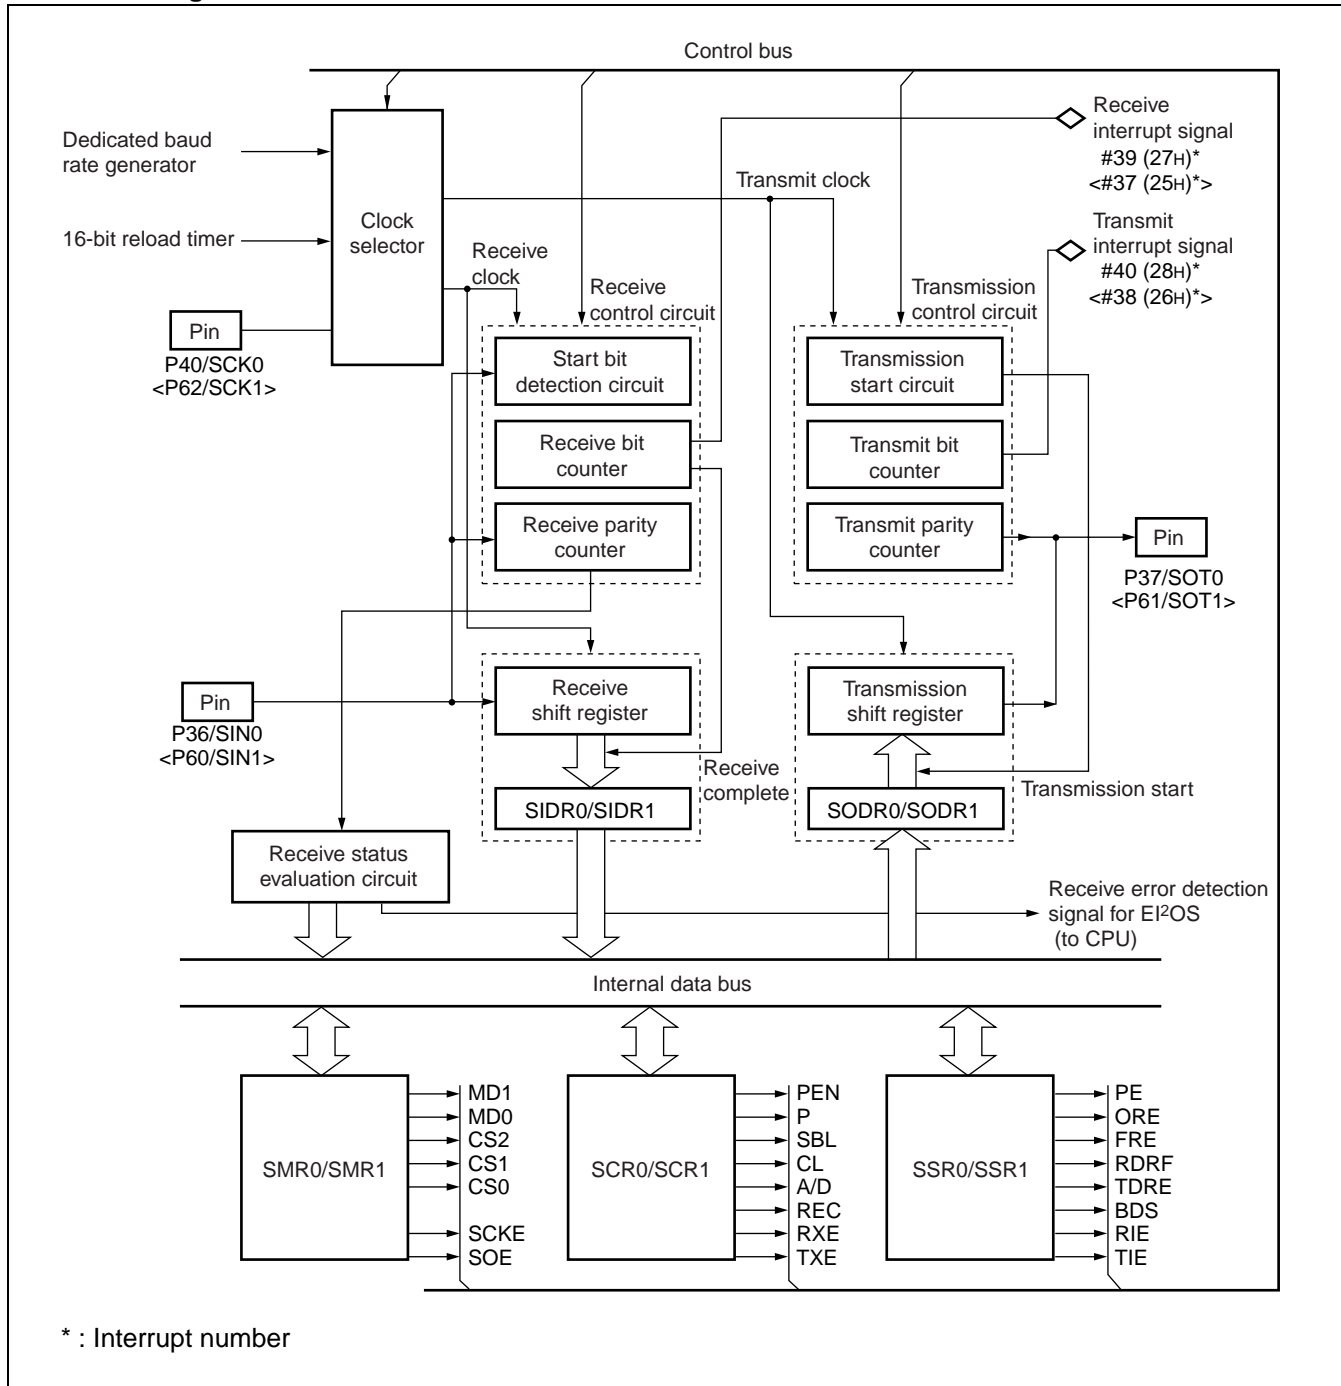 Control bus
Dedicated baud
rate generator
16-bit reload timer
Pin
P40/SCK0
<P62/SCK1>
Clock
selector
Transmit clock
Receive
clock
Receive
control circuit
Transmission
control circuit
Receive
interrupt signal
#39 (27H)*
<#37 (25H)*>
Transmit
interrupt signal
#40 (28H)*
<#38 (26H)*>
Start bit
detection circuit
Receive bit
counter
Receive parity
counter
Transmission
start circuit
Transmit bit
counter
Transmit parity
counter
Pin
P37/SOT0
<P61/SOT1>
Pin
P36/SIN0
<P60/SIN1>
Receive
shift register
Receive
complete
SIDR0/SIDR1
Transmission
shift register
Transmission start
SODR0/SODR1
Receive status
evaluation circuit
Receive error detection
signal for EI²OS
(to CPU)
Internal data bus
SMR0/SMR1
MD1
MD0
CS2
CS1
CS0
SCKE
SOE
SCR0/SCR1
PEN
P
SBL
CL
A/D
REC
RXE
TXE
SSR0/SSR1
PE
ORE
FRE
RDRF
TDRE
BDS
RIE
TIE
* : Interrupt number